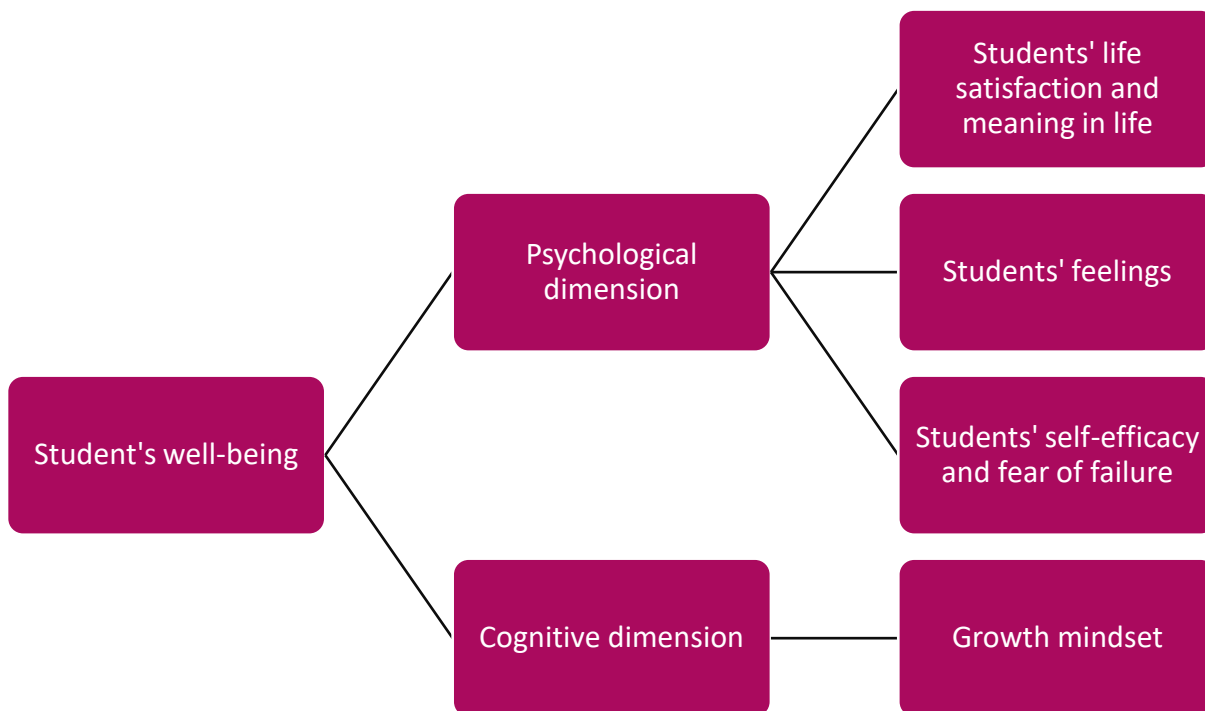 Students' life
satisfaction and
meaning in life
Psychological
dimension
Students' feelings
Student's well-being
Students' self-efficacy
and fear of failure
Cognitive dimension
Growth mindset